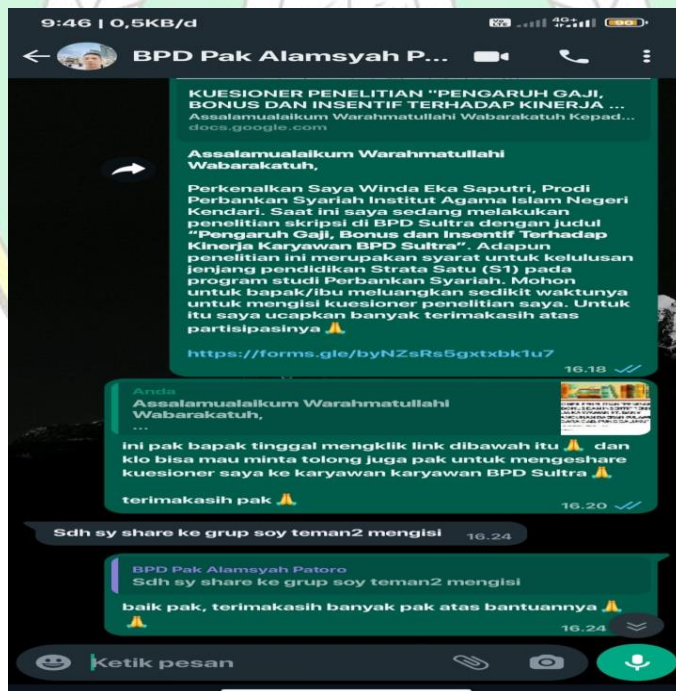 9:46 | 0,5KB/d
Vo LTE 4G+ 90
BPD Pak Alamsyah P...
KUESIONER PENELITIAN "PENGARUH GAJI,
BONUS DAN INSENTIF TERHADAP KINERJA ...
Assalamualaikum Warahmatullahi Wabarakatuh Kepad...
docs.google.com
Assalamualaikum Warahmatullahi
Wabarakatuh,
Perkenalkan Saya Winda Eka Saputri, Prodi
Perbankan Syariah Institut Agama Islam Negeri
Kendari. Saat ini saya sedang melakukan
penelitian skripsi di BPD Sultra dengan judul
“Pengaruh Gaji, Bonus dan Insentif Terhadap
Kinerja Karyawan BPD Sultra”. Adapun
penelitian ini merupakan syarat untuk kelulusan
jenjang pendidikan Strata Satu (S1) pada
program studi Perbankan Syariah. Mohon
untuk bapak/ibu meluangkan sedikit waktunya
untuk mengisi kuesioner penelitian saya. Untuk
itu saya ucapkan banyak terimakasih atas
partisipasinya 🙏
https://forms.gle/byNZsRs5gxtxbk1u7
16.18
Anda
Assalamualaikum Warahmatullahi
Wabarakatuh,
...
ini pak bapak tinggal mengklik link dibawah itu 🙏 dan
klo bisa mau minta tolong juga pak untuk mengeshare
kuesioner saya ke karyawan karyawan BPD Sultra 🙏
terimakasih pak 🙏
16.20
Sdh sy share ke grup soy teman2 mengisi 16.24
BPD Pak Alamsyah Patoro
Sdh sy share ke grup soy teman2 mengisi
baik pak, terimakasih banyak pak atas bantuannya 🙏
🙏
16.24
Ketik pesan